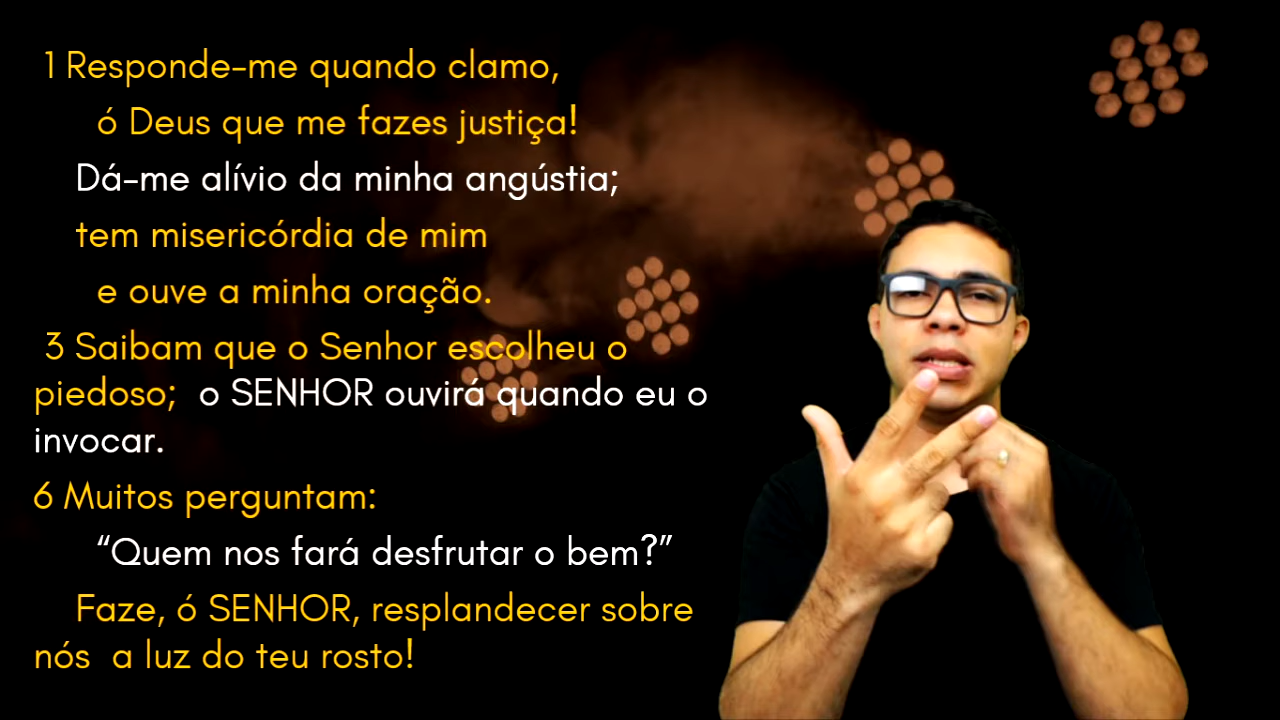 1 Responde-me quando clamo,
ó Deus que me fazes justiça!
Dá-me alívio da minha angústia;
tem misericórdia de mim
e ouve a minha oração.
3 Saibam que o Senhor escolheu o
piedoso;  o SENHOR ouvirá quando eu o
invocar.
6 Muitos perguntam:
“Quem nos fará desfrutar o bem?”
Faze, ó SENHOR, resplandecer sobre
nós  a luz do teu rosto!